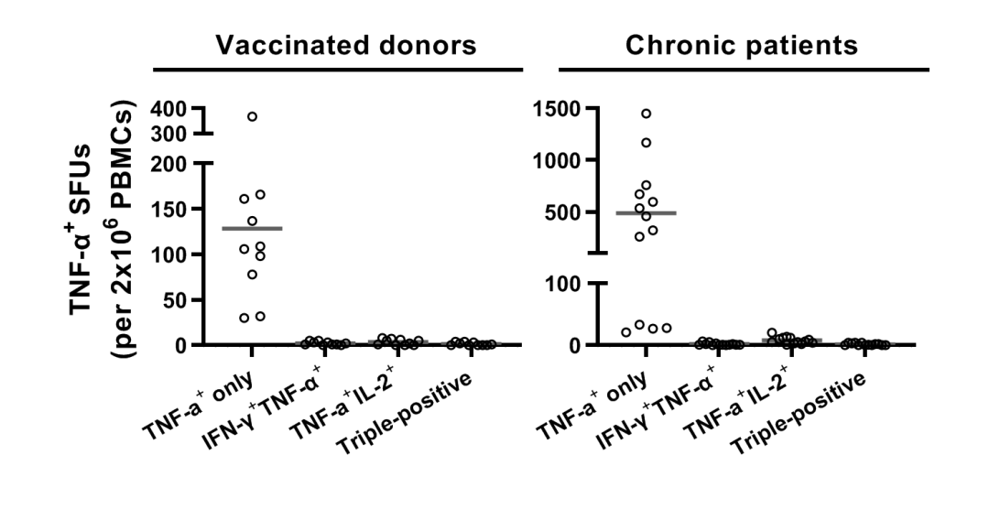 Vaccinated donors
Chronic patients
TNF-α⁺ SFUs
(per 2x10⁶ PBMCs)
400
300
200
150
100
50
0
1500
1000
500
100
0
TNF-a⁺ only
IFN-γ⁺TNF-α⁺
TNF-a⁺IL-2⁺
Triple-positive
TNF-a⁺ only
IFN-γ⁺TNF-α⁺
TNF-a⁺IL-2⁺
Triple-positive